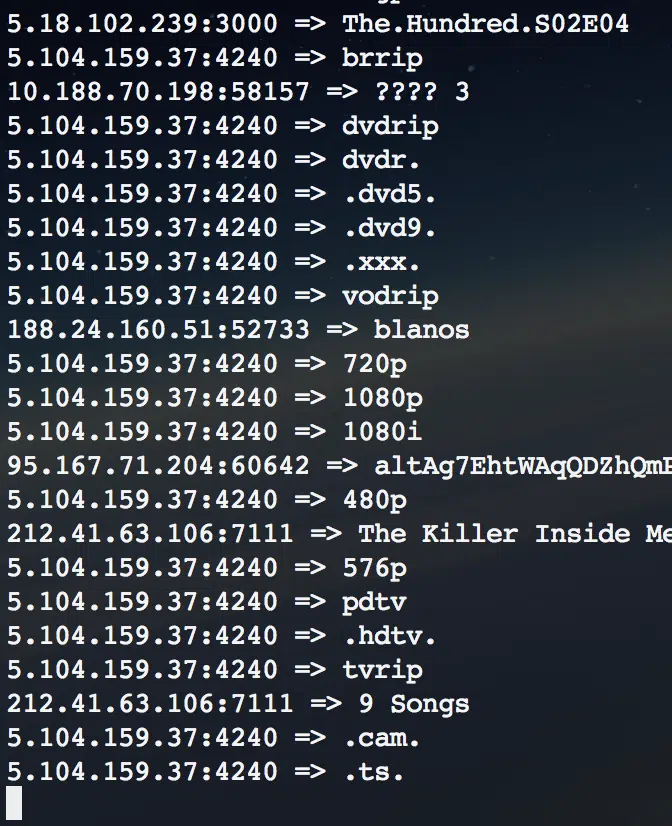 5.18.102.239:3000 => The.Hundred.S02E04
5.104.159.37:4240 => brrip
10.188.70.198:58157 => ???? 3
5.104.159.37:4240 => dvdrip
5.104.159.37:4240 => dvdr.
5.104.159.37:4240 => .dvd5.
5.104.159.37:4240 => .dvd9.
5.104.159.37:4240 => .xxx.
5.104.159.37:4240 => vodrip
188.24.160.51:52733 => blanos
5.104.159.37:4240 => 720p
5.104.159.37:4240 => 1080p
5.104.159.37:4240 => 1080i
95.167.71.204:60642 => altAg7EhtWAqQDZhQmP
5.104.159.37:4240 => 480p
212.41.63.106:7111 => The Killer Inside Me
5.104.159.37:4240 => 576p
5.104.159.37:4240 => pdtv
5.104.159.37:4240 => .hdtv.
5.104.159.37:4240 => tvrip
212.41.63.106:7111 => 9 Songs
5.104.159.37:4240 => .cam.
5.104.159.37:4240 => .ts.